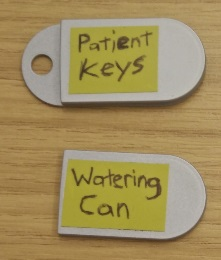 Patient
Keys
Watering
Can